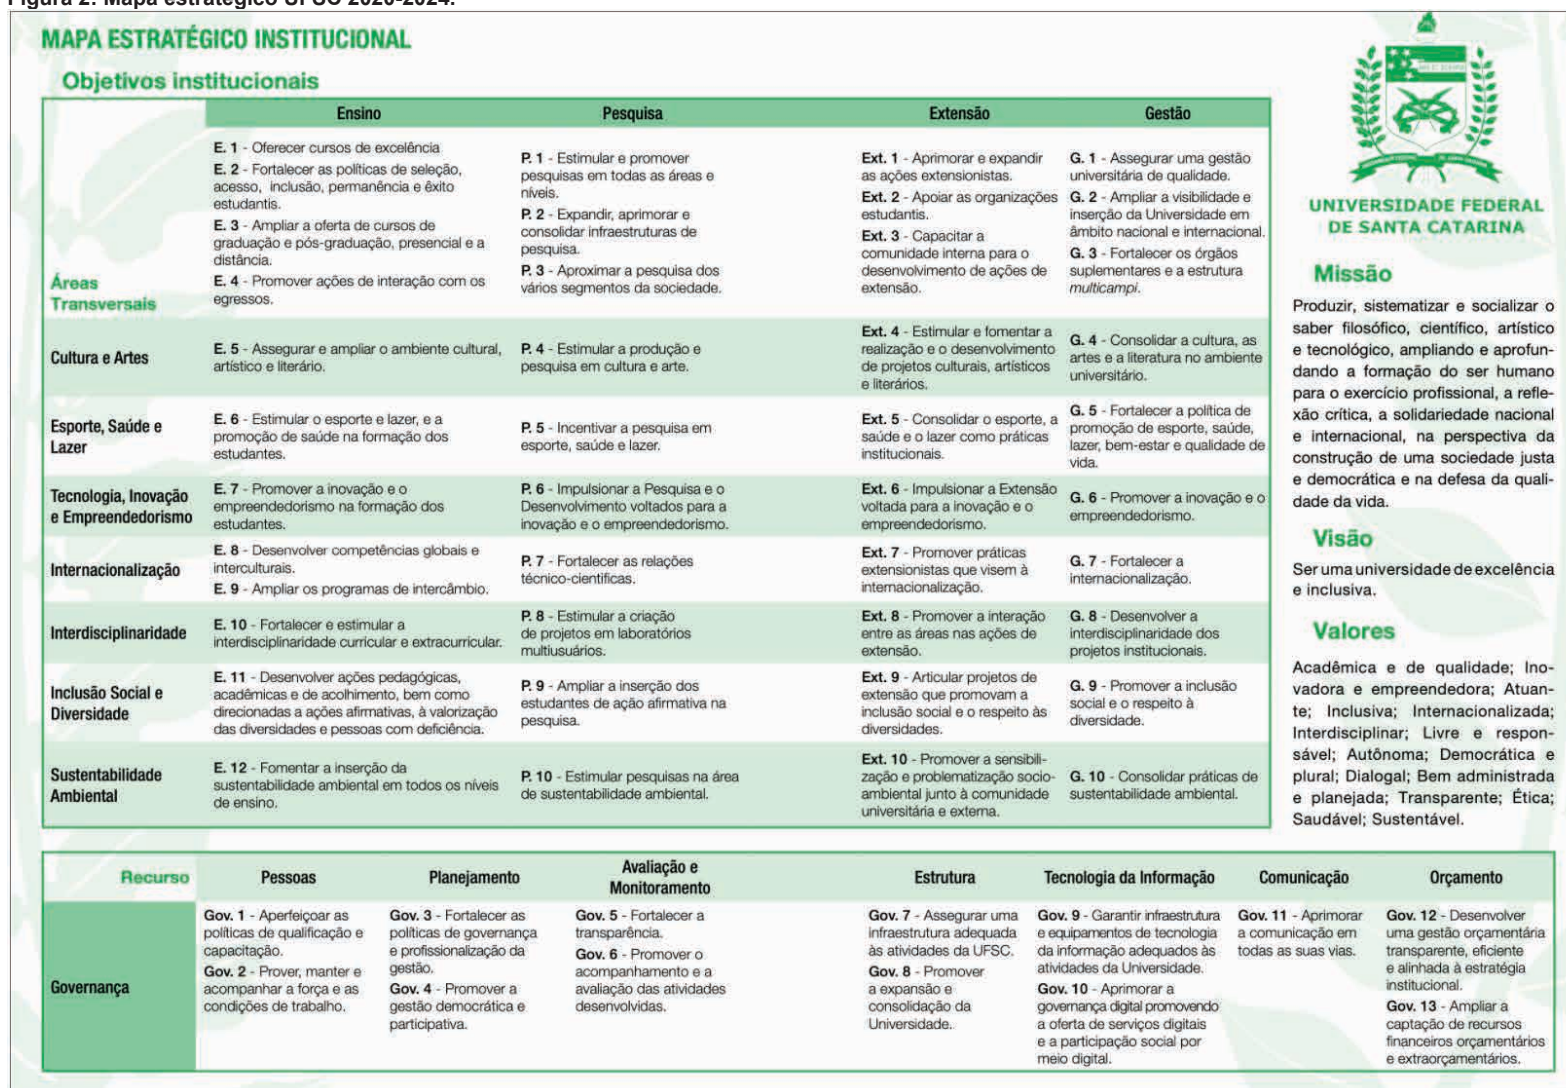 Figura 2: Mapa estratégico UFSC 2020-2024.
MAPA ESTRATÉGICO INSTITUCIONAL
Objetivos institucionais
Ensino
Pesquisa
Extensão
Gestão
Áreas
Transversais
E. 1 - Oferecer cursos de excelência
E. 2 - Fortalecer as políticas de seleção,
acesso, inclusão, permanência e êxito
estudantis.
E. 3 - Ampliar a oferta de cursos de
graduação e pós-graduação, presencial e a
distância.
E. 4 - Promover ações de interação com os
egressos.
P. 1 - Estimular e promover
pesquisas em todas as áreas e
níveis.
P. 2 - Expandir, aprimorar e
consolidar infraestruturas de
pesquisa.
P. 3 - Aproximar a pesquisa dos
vários segmentos da sociedade.
Ext. 1 - Aprimorar e expandir
as ações extensionistas.
Ext. 2 - Apoiar as organizações
estudantis.
Ext. 3 - Capacitar a
comunidade interna para o
desenvolvimento de ações de
extensão.
G. 1 - Assegurar uma gestão
universitária de qualidade.
G. 2 - Ampliar a visibilidade e
inserção da Universidade em
âmbito nacional e internacional.
G. 3 - Fortalecer os órgãos
suplementares e a estrutura
multicampi.
Cultura e Artes
E. 5 - Assegurar e ampliar o ambiente cultural,
artístico e literário.
P. 4 - Estimular a produção e
pesquisa em cultura e arte.
Ext. 4 - Estimular e fomentar a
realização e o desenvolvimento
de projetos culturais, artísticos
e literários.
G. 4 - Consolidar a cultura, as
artes e a literatura no ambiente
universitário.
Esporte, Saúde e
Lazer
E. 6 - Estimular o esporte e lazer, e a
promoção de saúde na formação dos
estudantes.
P. 5 - Incentivar a pesquisa em
esporte, saúde e lazer.
Ext. 5 - Consolidar o esporte, a
saúde e o lazer como práticas
institucionais.
G. 5 - Fortalecer a política de
promoção de esporte, saúde,
lazer, bem-estar e qualidade de
vida.
Tecnologia, Inovação
e Empreendedorismo
E. 7 - Promover a inovação e o
empreendedorismo na formação dos
estudantes.
P. 6 - Impulsionar a Pesquisa e o
Desenvolvimento voltados para a
inovação e o empreendedorismo.
Ext. 6 - Impulsionar a Extensão
voltada para a inovação e o
empreendedorismo.
G. 6 - Promover a inovação e o
empreendedorismo.
Internacionalização
E. 8 - Desenvolver competências globais e
interculturais.
E. 9 - Ampliar os programas de intercâmbio.
P. 7 - Fortalecer as relações
técnico-científicas.
Ext. 7 - Promover práticas
extensionistas que visem à
internacionalização.
G. 7 - Fortalecer a
internacionalização.
Interdisciplinaridade
E. 10 - Fortalecer e estimular a
interdisciplinaridade curricular e extracurricular.
P. 8 - Estimular a criação
de projetos em laboratórios
multiusuários.
Ext. 8 - Promover a interação
entre as áreas nas ações de
extensão.
G. 8 - Desenvolver a
interdisciplinaridade dos
projetos institucionais.
Inclusão Social e
Diversidade
E. 11 - Desenvolver ações pedagógicas,
acadêmicas e de acolhimento, bem como
direcionadas a ações afirmativas, à valorização
das diversidades e pessoas com deficiência.
P. 9 - Ampliar a inserção dos
estudantes de ação afirmativa na
pesquisa.
Ext. 9 - Articular projetos de
extensão que promovam a
inclusão social e o respeito às
diversidades.
G. 9 - Promover a inclusão
social e o respeito à
diversidade.
Sustentabilidade
Ambiental
E. 12 - Fomentar a inserção da
sustentabilidade ambiental em todos os níveis
de ensino.
P. 10 - Estimular pesquisas na área
de sustentabilidade ambiental.
Ext. 10 - Promover a sensibili-
zação e problematização socio-
ambiental junto à comunidade
universitária e externa.
G. 10 - Consolidar práticas de
sustentabilidade ambiental.
UNIVERSIDADE FEDERAL
DE SANTA CATARINA
Missão
Produzir, sistematizar e socializar o
saber filosófico, científico, artístico
e tecnológico, ampliando e aprofun-
dando a formação do ser humano
para o exercício profissional, a refle-
xão crítica, a solidariedade nacional
e internacional, na perspectiva da
construção de uma sociedade justa
e democrática e na defesa da quali-
dade da vida.
Visão
Ser uma universidade de excelência
e inclusiva.
Valores
Acadêmica e de qualidade; Ino-
vadora e empreendedora; Atuan-
te; Inclusiva; Internacionalizada;
Interdisciplinar; Livre e respon-
sável; Autônoma; Democrática e
plural; Dialogal; Bem administrada
e planejada; Transparente; Ética;
Saudável; Sustentável.
Recurso
Pessoas
Planejamento
Avaliação e
Monitoramento
Estrutura
Tecnologia da Informação
Comunicação
Orçamento
Governança
Gov. 1 - Aperfeiçoar as
políticas de qualificação e
capacitação.
Gov. 2 - Prover, manter e
acompanhar a força e as
condições de trabalho.
Gov. 3 - Fortalecer as
políticas de governança
e profissionalização da
gestão.
Gov. 4 - Promover a
gestão democrática e
participativa.
Gov. 5 - Fortalecer a
transparência.
Gov. 6 - Promover o
acompanhamento e a
avaliação das atividades
desenvolvidas.
Gov. 7 - Assegurar uma
infraestrutura adequada
às atividades da UFSC.
Gov. 8 - Promover
a expansão e
consolidação da
Universidade.
Gov. 9 - Garantir infraestrutura
e equipamentos de tecnologia
da informação adequados às
atividades da Universidade.
Gov. 10 - Aprimorar a
governança digital promovendo
a oferta de serviços digitais
e a participação social por
meio digital.
Gov. 11 - Aprimorar
a comunicação em
todas as suas vias.
Gov. 12 - Desenvolver
uma gestão orçamentária
transparente, eficiente
e alinhada à estratégia
institucional.
Gov. 13 - Ampliar a
captação de recursos
financeiros orçamentários
e extraorçamentários.